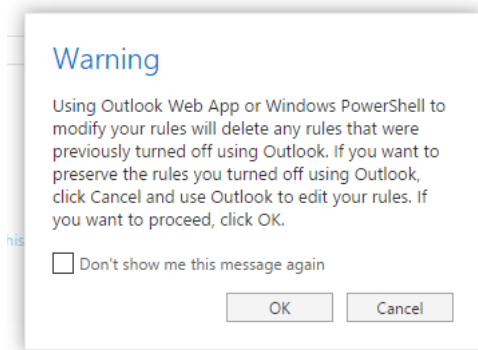 Warning
Using Outlook Web App or Windows PowerShell to
modify your rules will delete any rules that were
previously turned off using Outlook. If you want to
preserve the rules you turned off using Outlook,
click Cancel and use Outlook to edit your rules. If
you want to proceed, click OK.
his
Don't show me this message again
OK Cancel